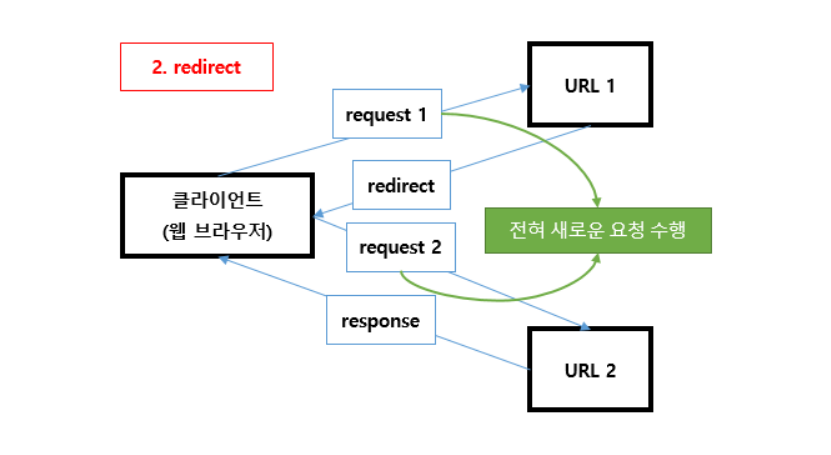 2. redirect
URL 1
request 1
redirect
클라이언트
(웹 브라우저)
전혀 새로운 요청 수행
request 2
response
URL 2